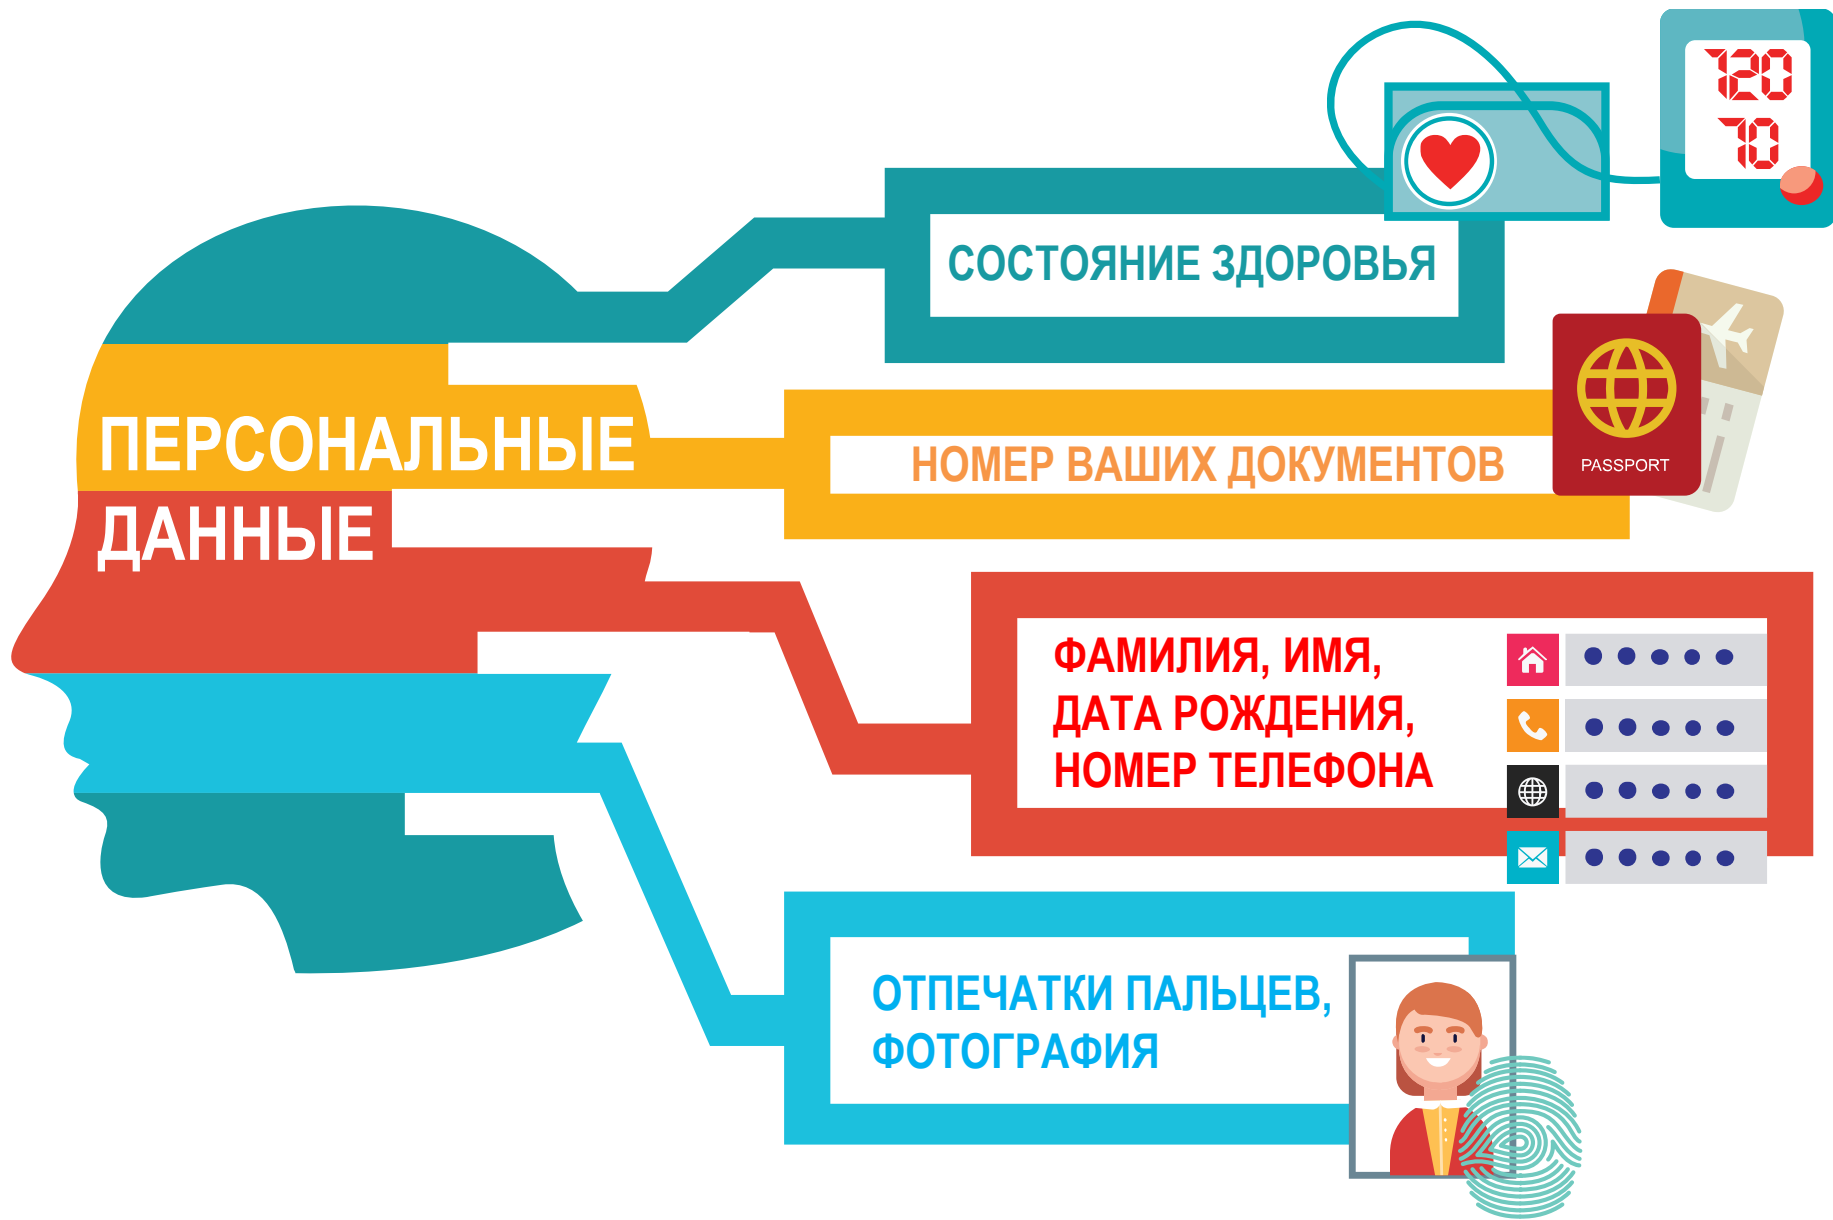 120
70
СОСТОЯНИЕ ЗДОРОВЬЯ
ПЕРСОНАЛЬНЫЕ
ДАННЫЕ
НОМЕР ВАШИХ ДОКУМЕНТОВ
PASSPORT
ФАМИЛИЯ, ИМЯ,
ДАТА РОЖДЕНИЯ,
НОМЕР ТЕЛЕФОНА
ОТПЕЧАТКИ ПАЛЬЦЕВ,
ФОТОГРАФИЯ